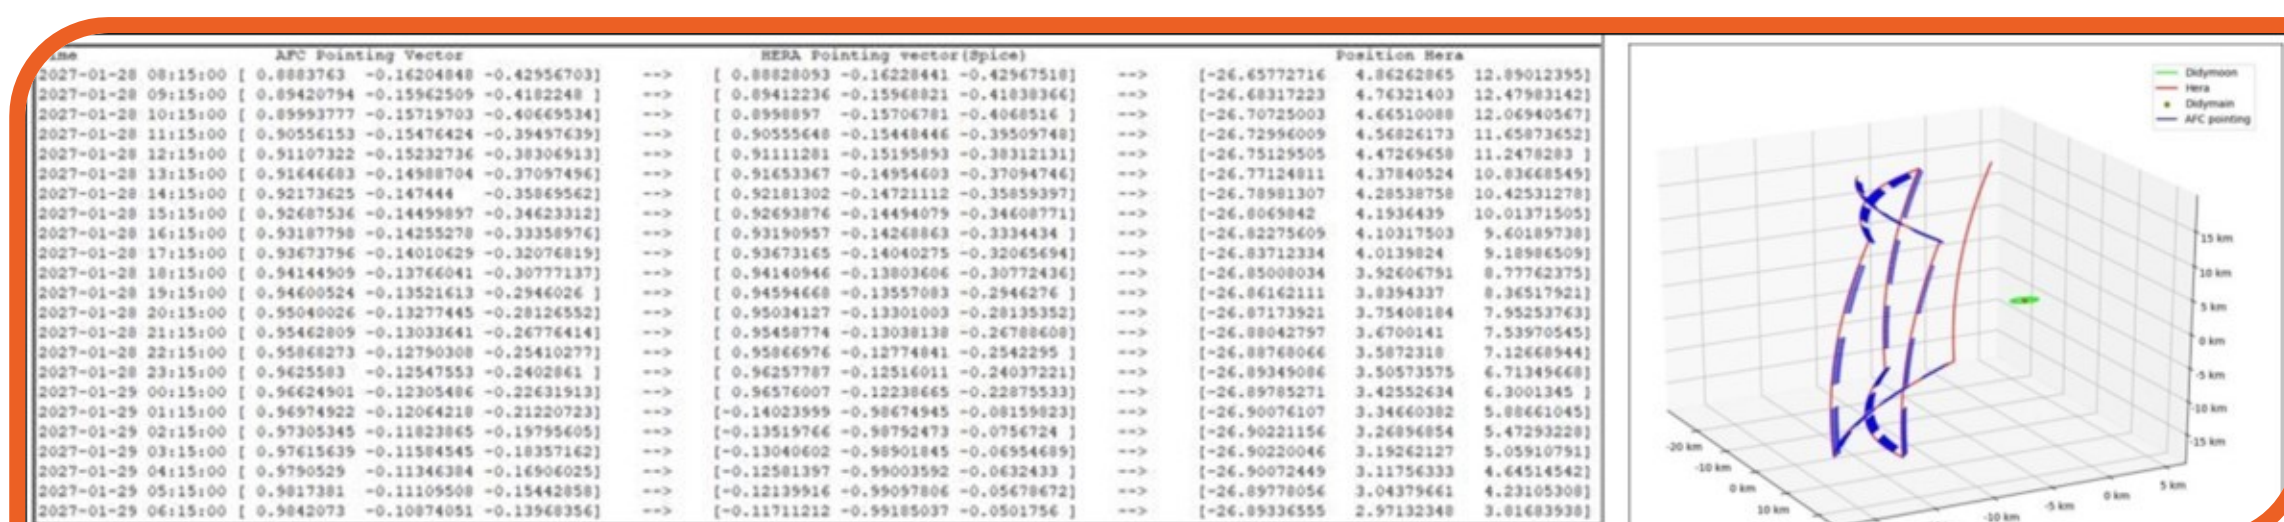 me AFC Pointing Vector HERA Pointing vector(Spice) Position Hera
2027-01-28 08:15:00 [ 0.8883763 -0.16204848 -0.42956703] --> [ 0.88828093 -0.16228441 -0.42967518] --> [-26.65772716 4.86262865 12.89012395]
2027-01-28 09:15:00 [ 0.89420794 -0.15962509 -0.4182248 ] --> [ 0.89412236 -0.15968821 -0.41838366] --> [-26.68317223 4.76321403 12.47983142]
2027-01-28 10:15:00 [ 0.89993777 -0.15719703 -0.40669534] --> [ 0.8998897 -0.15706781 -0.4068516 ] --> [-26.70725003 4.66510088 12.06940567]
2027-01-28 11:15:00 [ 0.90556153 -0.15476424 -0.39497639] --> [ 0.90555648 -0.15448446 -0.39509748] --> [-26.72996009 4.56826173 11.65873652]
2027-01-28 12:15:00 [ 0.91107322 -0.15232736 -0.38306913] --> [ 0.91111281 -0.15195893 -0.38312131] --> [-26.75129505 4.47269658 11.2478283 ]
2027-01-28 13:15:00 [ 0.91646683 -0.14988704 -0.37097496] --> [ 0.91653367 -0.14954603 -0.37094746] --> [-26.77124811 4.37840524 10.83668549]
2027-01-28 14:15:00 [ 0.92173625 -0.147444 -0.35869562] --> [ 0.92181302 -0.14721112 -0.35859397] --> [-26.78981307 4.28538758 10.42531278]
2027-01-28 15:15:00 [ 0.92687536 -0.14499897 -0.34623312] --> [ 0.92693876 -0.14494079 -0.34608771] --> [-26.8069842 4.1936439 10.01371505]
2027-01-28 16:15:00 [ 0.93187798 -0.14255278 -0.33358976] --> [ 0.93190957 -0.14268863 -0.3334434 ] --> [-26.82275609 4.10317503 9.60189738]
2027-01-28 17:15:00 [ 0.93673796 -0.14010629 -0.32076819] --> [ 0.93673165 -0.14040275 -0.32065694] --> [-26.83712334 4.0139824 9.18986509]
2027-01-28 18:15:00 [ 0.94144909 -0.13766041 -0.30777137] --> [ 0.94140946 -0.13803606 -0.30772436] --> [-26.85008034 3.92606791 8.77762375]
2027-01-28 19:15:00 [ 0.94600524 -0.13521613 -0.2946026 ] --> [ 0.94594668 -0.13557083 -0.2946276 ] --> [-26.86162111 3.8394337 8.36517921]
2027-01-28 20:15:00 [ 0.95040026 -0.13277445 -0.28126552] --> [ 0.95034127 -0.13301003 -0.28135352] --> [-26.87173921 3.75408184 7.95253763]
2027-01-28 21:15:00 [ 0.95462809 -0.13033641 -0.26776414] --> [ 0.95458774 -0.13038138 -0.26788608] --> [-26.88042797 3.6700141 7.53970545]
2027-01-28 22:15:00 [ 0.95868273 -0.12790308 -0.25410277] --> [ 0.95866976 -0.12774841 -0.2542295 ] --> [-26.88768066 3.5872318 7.12668944]
2027-01-28 23:15:00 [ 0.9625583 -0.12547553 -0.2402861 ] --> [ 0.96257787 -0.12516011 -0.24037221] --> [-26.89349086 3.50573575 6.71349668]
2027-01-29 00:15:00 [ 0.96624901 -0.12305486 -0.22631913] --> [ 0.96576007 -0.12238665 -0.22875533] --> [-26.89785271 3.42552634 6.3001345 ]
2027-01-29 01:15:00 [ 0.96974922 -0.12064218 -0.21220723] --> [-0.14023999 -0.98674945 -0.08159823] --> [-26.90076107 3.34660382 5.88661045]
2027-01-29 02:15:00 [ 0.97305345 -0.11823865 -0.19795605] --> [-0.13519766 -0.98792473 -0.0756724 ] --> [-26.90221156 3.26896854 5.47293228]
2027-01-29 03:15:00 [ 0.97615639 -0.11584545 -0.18357162] --> [-0.13040602 -0.98901845 -0.06954689] --> [-26.90220046 3.19262127 5.05910791]
2027-01-29 04:15:00 [ 0.9790529 -0.11346384 -0.16906025] --> [-0.12581397 -0.99003592 -0.0632433 ] --> [-26.90072449 3.11756333 4.64514542]
2027-01-29 05:15:00 [ 0.9817381 -0.11109508 -0.15442858] --> [-0.12139916 -0.99097806 -0.05678672] --> [-26.89778056 3.04379661 4.23105308]
2027-01-29 06:15:00 [ 0.9842073 -0.10874051 -0.13968356] --> [-0.11711212 -0.99185037 -0.0501756 ] --> [-26.89336555 2.97132348 3.81683938]
Didymoon
Hera
Didymain
AFC pointing
15 km
10 km
5 km
0 km
-5 km
-10 km
-15 km
-20 km
-10 km
0 km
10 km
-10 km
-5 km
0 km
5 km